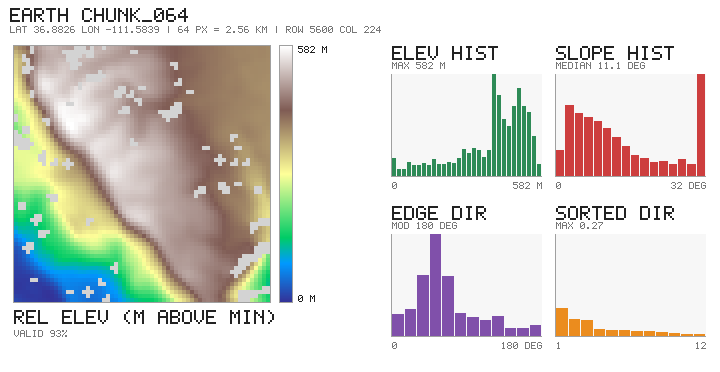 EARTH CHUNK_064
LAT 36.8826 LON -111.5839 | 64 PX = 2.56 KM | ROW 5600 COL 224
582 M
0 M
REL ELEV (M ABOVE MIN)
VALID 93%
ELEV HIST
MAX 582 M
0 582 M
SLOPE HIST
MEDIAN 11.1 DEG
0 32 DEG
EDGE DIR
MOD 180 DEG
0 180 DEG
SORTED DIR
MAX 0.27
1 12